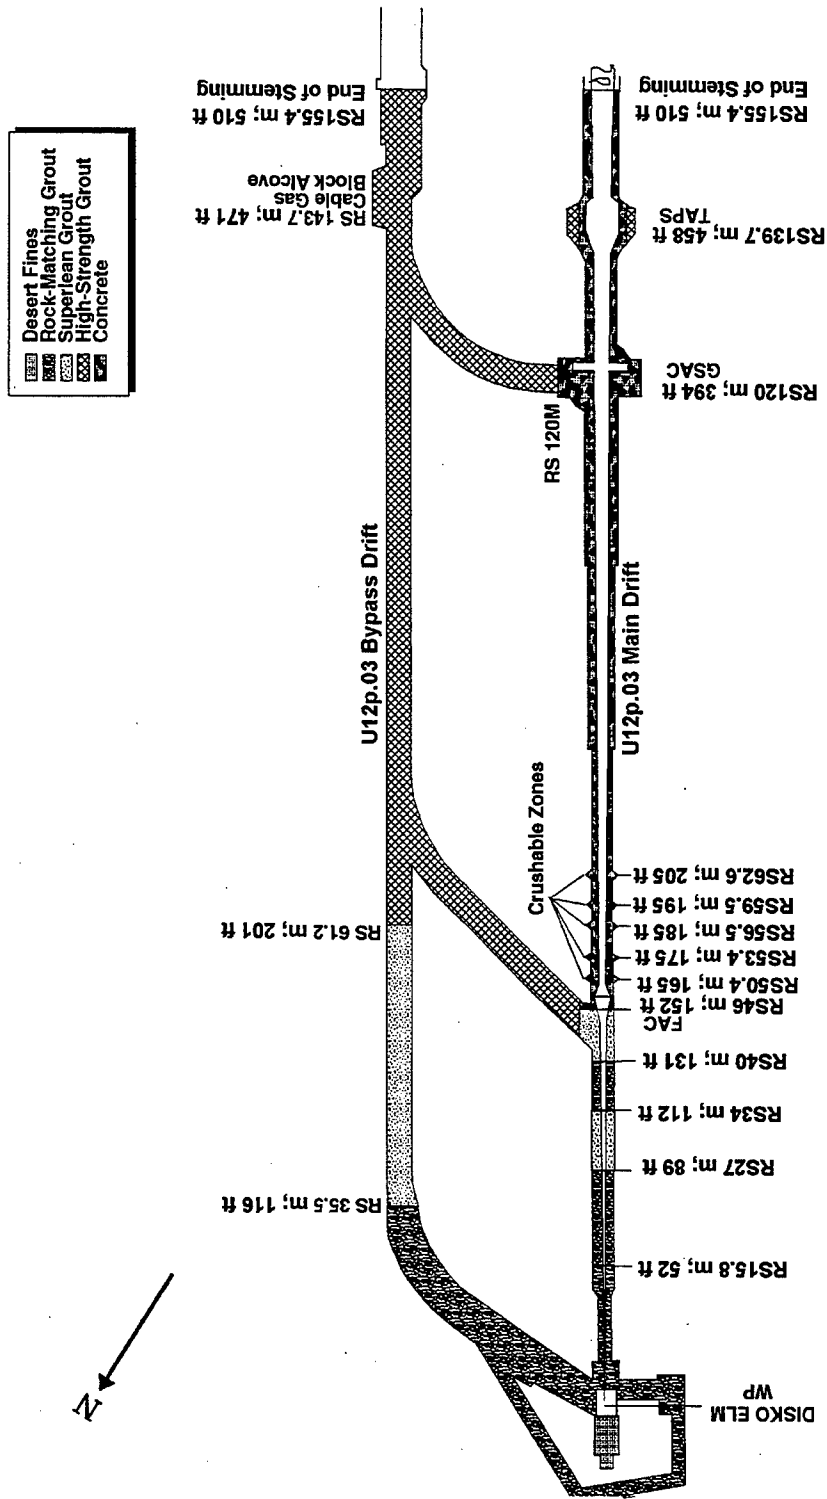 End of Stemming
RS155.4 m; 510 ft
RS 143.7 m; 471 ft
Cable Gas
Block Alcove
Desert Fines
Rock-Matching Grout
Superlean Grout
High-Strength Grout
Concrete
RS155.4 m; 510 ft
End of Stemming
RS139.7 m; 458 ft
TAPS
RS120 m; 394 ft
GSAC
RS 120M
U12p.03 Bypass Drift
U12p.03 Main Drift
Crushable Zones
RS62.6 m; 205 ft
RS59.5 m; 195 ft
RS56.5 m; 185 ft
RS53.4 m; 175 ft
RS50.4 m; 165 ft
RS46 m; 152 ft
FAC
RS40 m; 131 ft
RS34 m; 112 ft
RS27 m; 89 ft
RS15.8 m; 52 ft
RS 61.2 m; 201 ft
RS 35.5 m; 116 ft
N
DISKO ELM
WP